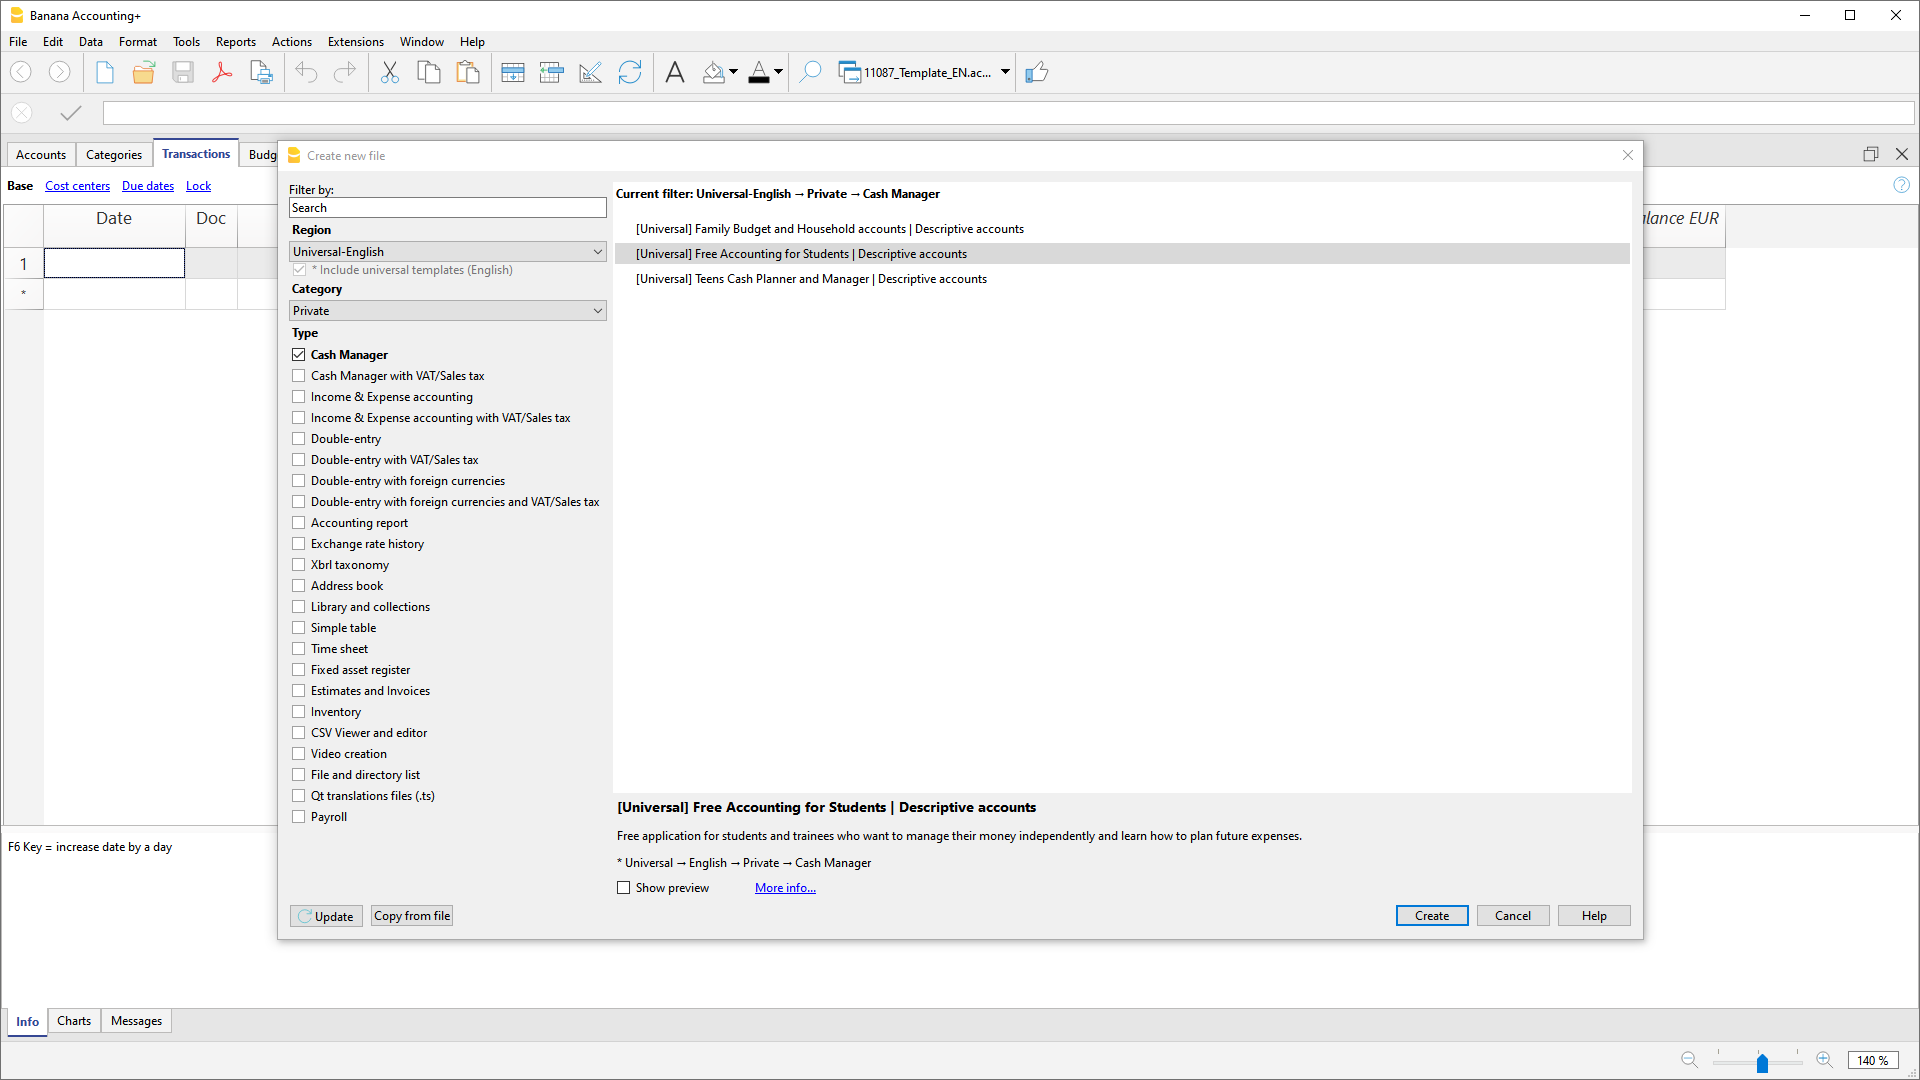 Banana Accounting+
File Edit Data Format Tools Reports Actions Extensions Window Help
11087_Template_EN.ac...
Accounts Categories Transactions Budg
Base Cost centers Due dates Lock
Date Doc
alance EUR
1
*
Create new file
Filter by:
Search
Region
Universal-English
* Include universal templates (English)
Category
Private
Type
Cash Manager
Cash Manager with VAT/Sales tax
Income & Expense accounting
Income & Expense accounting with VAT/Sales tax
Double-entry
Double-entry with VAT/Sales tax
Double-entry with foreign currencies
Double-entry with foreign currencies and VAT/Sales tax
Accounting report
Exchange rate history
Xbrl taxonomy
Address book
Library and collections
Simple table
Time sheet
Fixed asset register
Estimates and Invoices
Inventory
CSV Viewer and editor
Video creation
File and directory list
Qt translations files (.ts)
Payroll
Update Copy from file
Current filter: Universal-English → Private → Cash Manager
[Universal] Family Budget and Household accounts | Descriptive accounts
[Universal] Free Accounting for Students | Descriptive accounts
[Universal] Teens Cash Planner and Manager | Descriptive accounts
[Universal] Free Accounting for Students | Descriptive accounts
Free application for students and trainees who want to manage their money independently and learn how to plan future expenses.
* Universal → English → Private → Cash Manager
Show preview More info...
Create Cancel Help
F6 Key = increase date by a day
Info Charts Messages
140 %